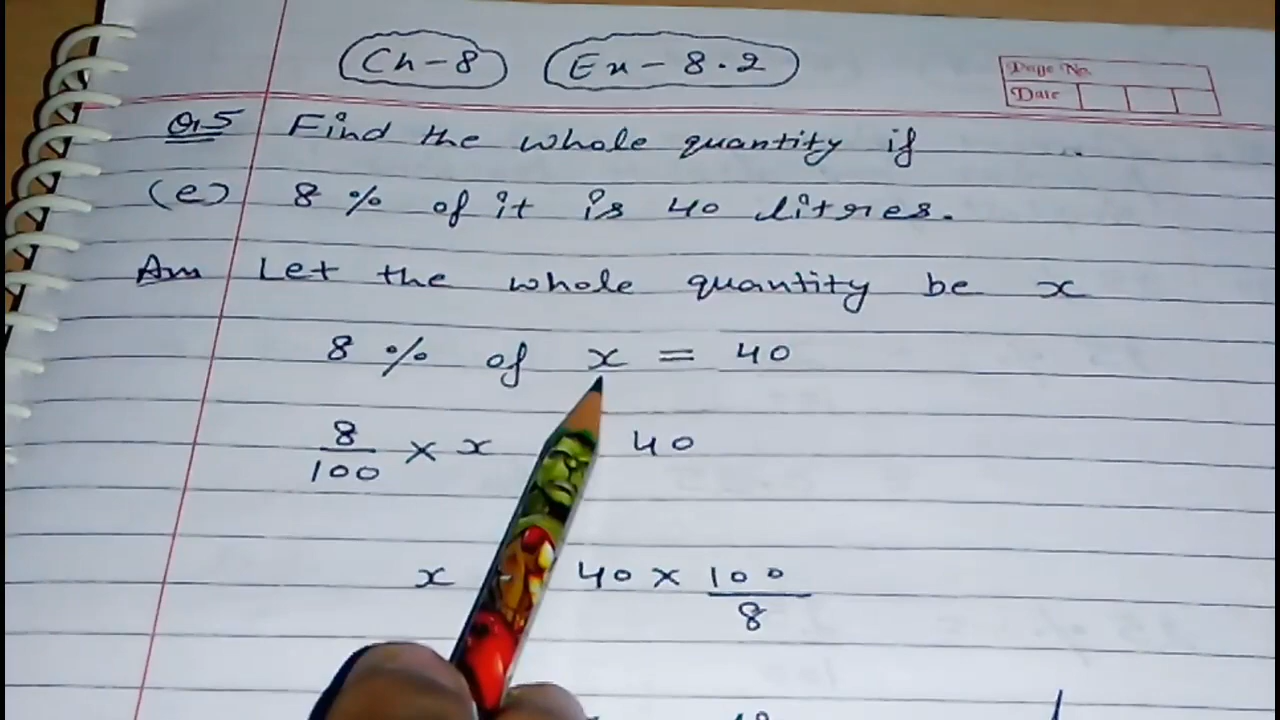 Ch-8 Ex-8.2
Page No.
Date
Q.5 Find the whole quantity if
(e) 8 % of it is 40 litres.
Ans Let the whole quantity be x
8 % of x = 40
8/100 × x 40
x 40 × 100/8